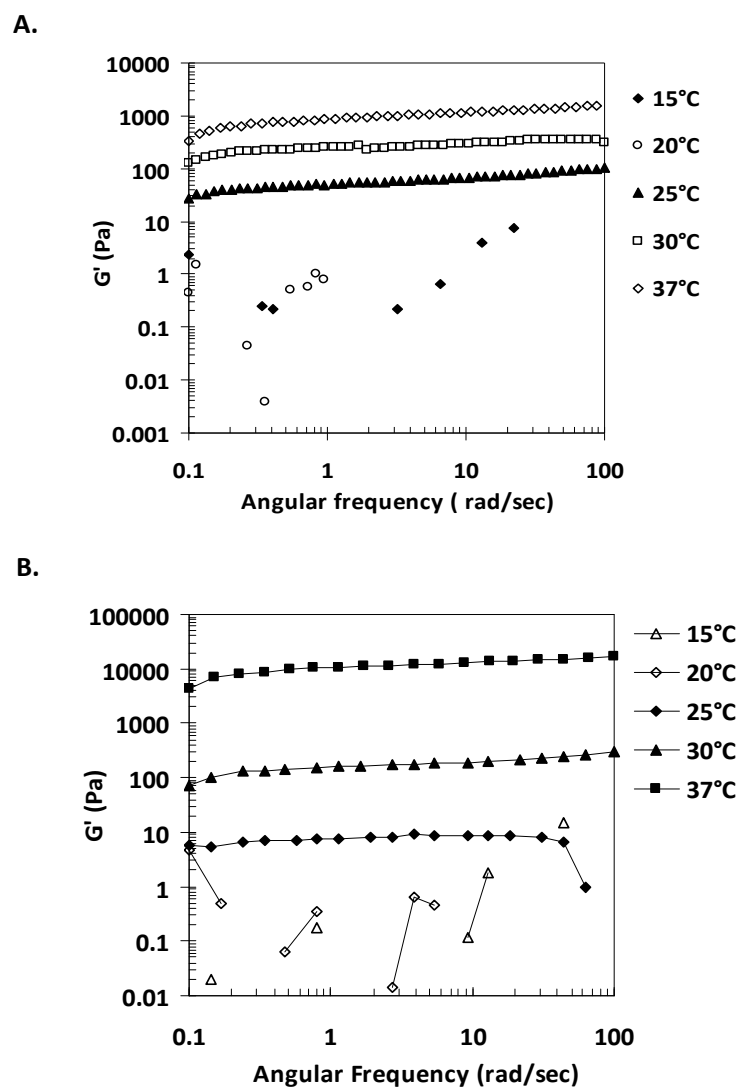 A.
10000
1000
100
10
1
0.1
0.01
0.001
G' (Pa)
0.1 1 10 100
Angular frequency ( rad/sec)
15°C
20°C
25°C
30°C
37°C
B.
100000
10000
1000
100
10
1
0.1
0.01
G' (Pa)
0.1 1 10 100
Angular Frequency (rad/sec)
15°C
20°C
25°C
30°C
37°C